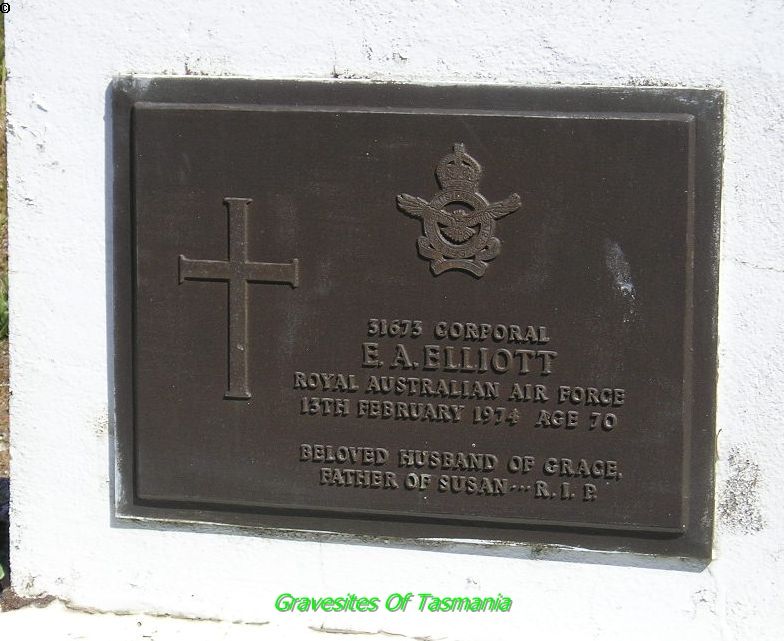 31673 CORPORAL
E. A. ELLIOTT
ROYAL AUSTRALIAN AIR FORCE
13TH FEBRUARY 1974 AGE 70
BELOVED HUSBAND OF GRACE,
FATHER OF SUSAN --- R. I. P.
Gravesites Of Tasmania